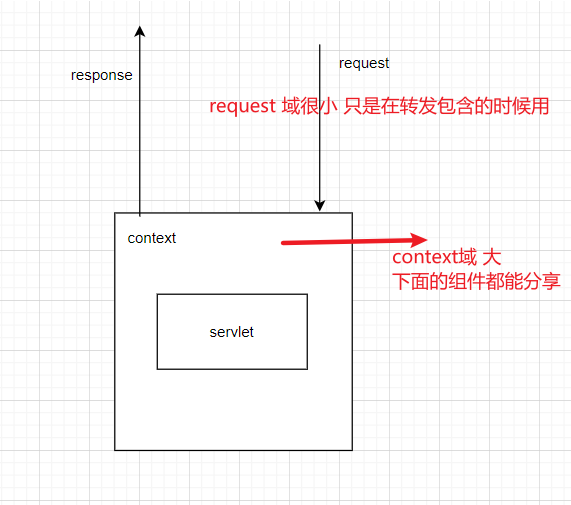 response
request
request 域很小 只是在转发包含的时候用
context
context域 大
下面的组件都能分享
servlet